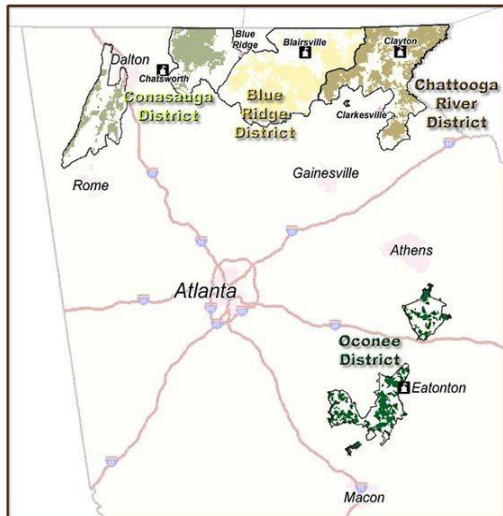 Blue
Ridge
Blairsville
Clayton
Dalton
Chatsworth
Conasauga
District
Blue
Ridge
District
Chattooga
River
District
Clarkesville
Rome
Gainesville
Athens
Atlanta
Oconee
District
Eatonton
Macon